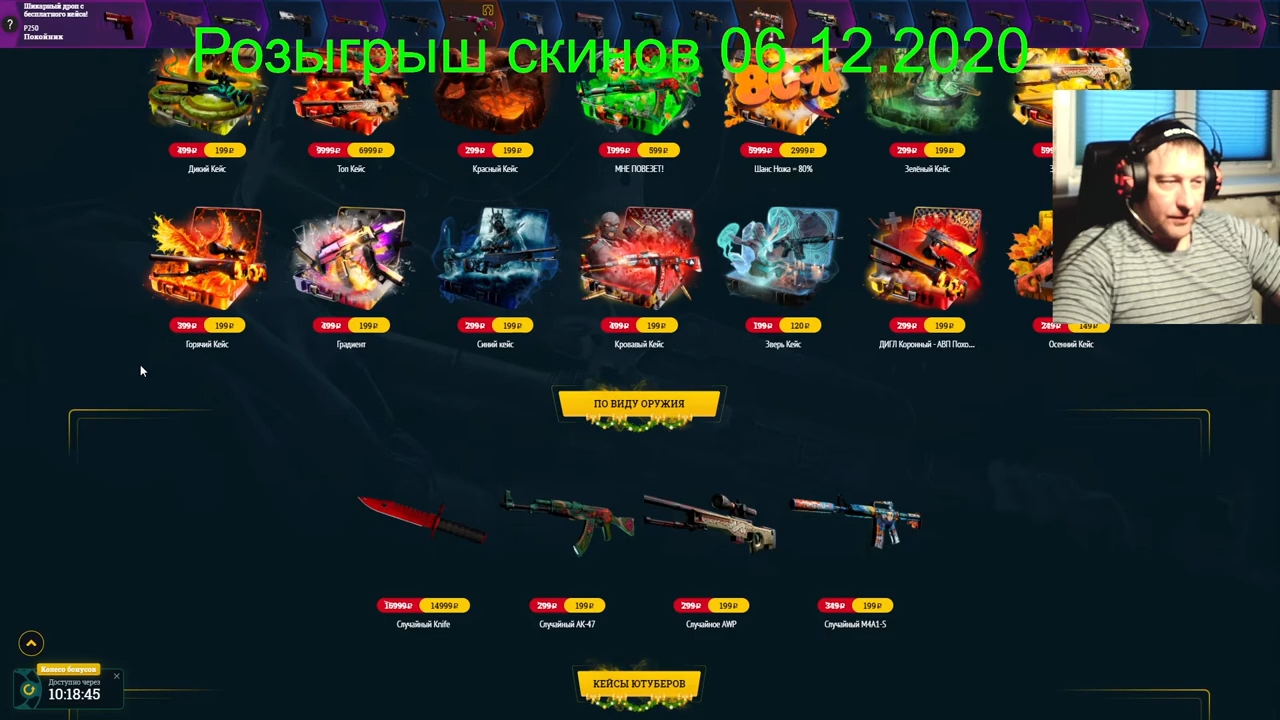 Шикарный дроп с
бесплатного кейса!
P250
Покойник
?
Розыгрыш скинов 06 12.2020
80%
499₽ 199₽
9999₽ 6999₽
299₽ 199₽
1999₽ 599₽
5999₽ 2999₽
299₽ 199₽
Дикий Кейс
Топ Кейс
Красный Кейс
МНЕ ПОВЕЗЕТ!
Шанс Ножа = 80%
Зелёный Кейс
399₽ 199₽
499₽ 199₽
299₽ 199₽
499₽ 199₽
199₽ 120₽
299₽ 199₽
249₽ 149₽
Горячий Кейс
Градиент
Синий кейс
Кровавый Кейс
Зверь Кейс
ДИГЛ Коронный - АВП Похо...
Осенний Кейс
ПО ВИДУ ОРУЖИЯ
16999₽ 14999₽
299₽ 199₽
299₽ 199₽
349₽ 199₽
Случайный Knife
Случайный АК-47
Случайное AWP
Случайный M4A1-S
Колесо бонусов
Доступно через
10:18:45
КЕЙСЫ ЮТУБЕРОВ